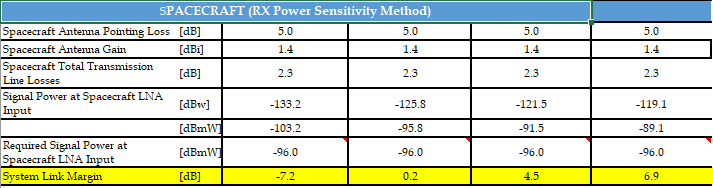 SPACECRAFT (RX Power Sensitivity Method)
Spacecraft Antenna Pointing Loss [dB] 5.0 5.0 5.0 5.0
Spacecraft Antenna Gain [dBi] 1.4 1.4 1.4 1.4
Spacecraft Total Transmission
Line Losses [dB] 2.3 2.3 2.3 2.3
Signal Power at Spacecraft LNA
Input [dBw] -133.2 -125.8 -121.5 -119.1
[dBmW] -103.2 -95.8 -91.5 -89.1
Required Signal Power at
Spacecraft LNA Input [dBmW] -96.0 -96.0 -96.0 -96.0
System Link Margin [dB] -7.2 0.2 4.5 6.9